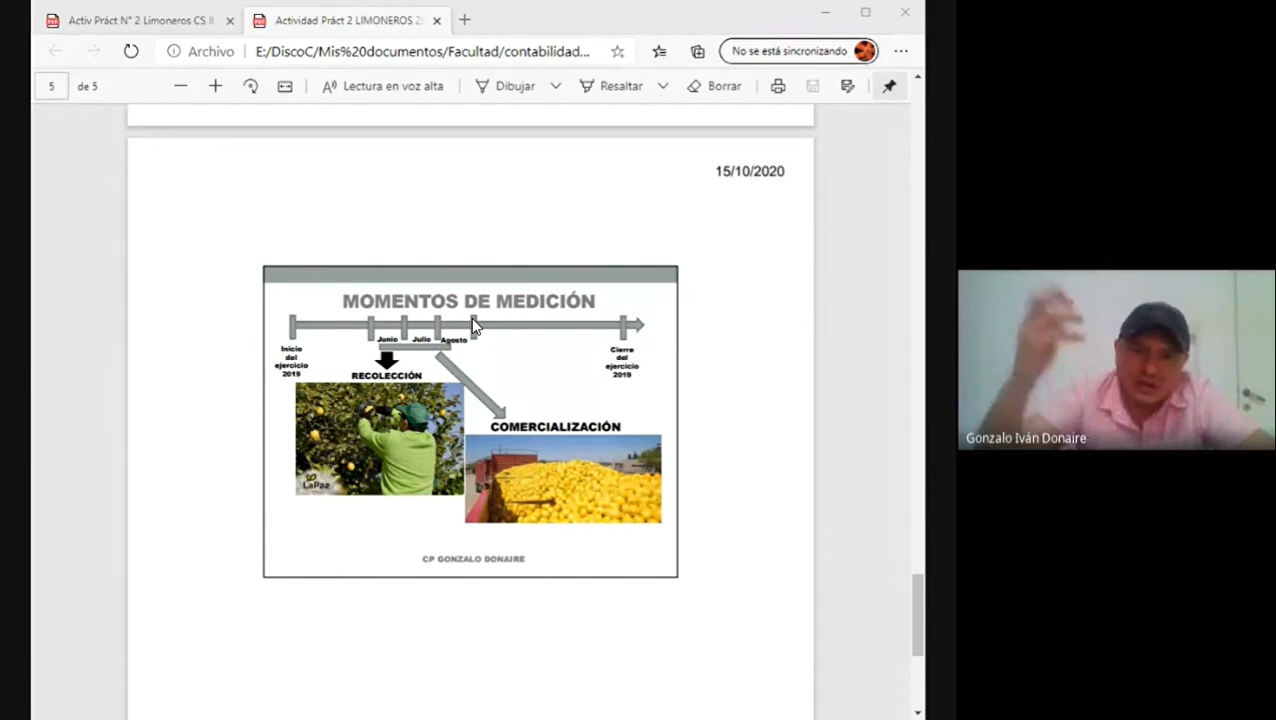 Activ Práct N° 2 Limoneros CS II
Actividad Práct 2 LIMONEROS 20
Archivo
E:/DiscoC/Mis%20documentos/Facultad/contabilidad...
No se está sincronizando
5
de 5
Lectura en voz alta
Dibujar
Resaltar
Borrar
15/10/2020
MOMENTOS DE MEDICIÓN
Junio
Julio
Agosto
Inicio
del
ejercicio
2019
Cierre
del
ejercicio
2019
RECOLECCIÓN
COMERCIALIZACIÓN
LaPaz
CP GONZALO DONAIRE
Gonzalo Iván Donaire